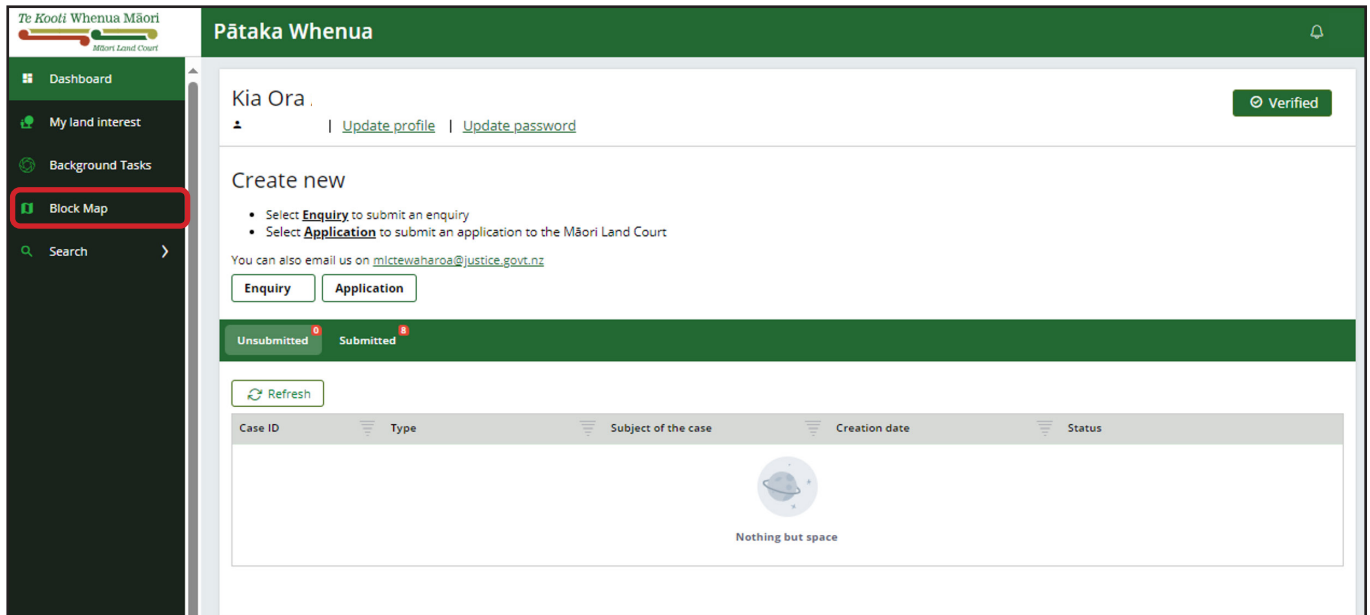 Te Kooti Whenua Māori
Māori Land Court
Pātaka Whenua
Dashboard
My land interest
Background Tasks
Block Map
Search
Kia Ora
Verified
| Update profile | Update password
Create new
• Select Enquiry to submit an enquiry
• Select Application to submit an application to the Māori Land Court
You can also email us on mlctewaharoa@justice.govt.nz
Enquiry Application
Unsubmitted 0 Submitted 8
Refresh
Case ID Type Subject of the case Creation date Status
Nothing but space